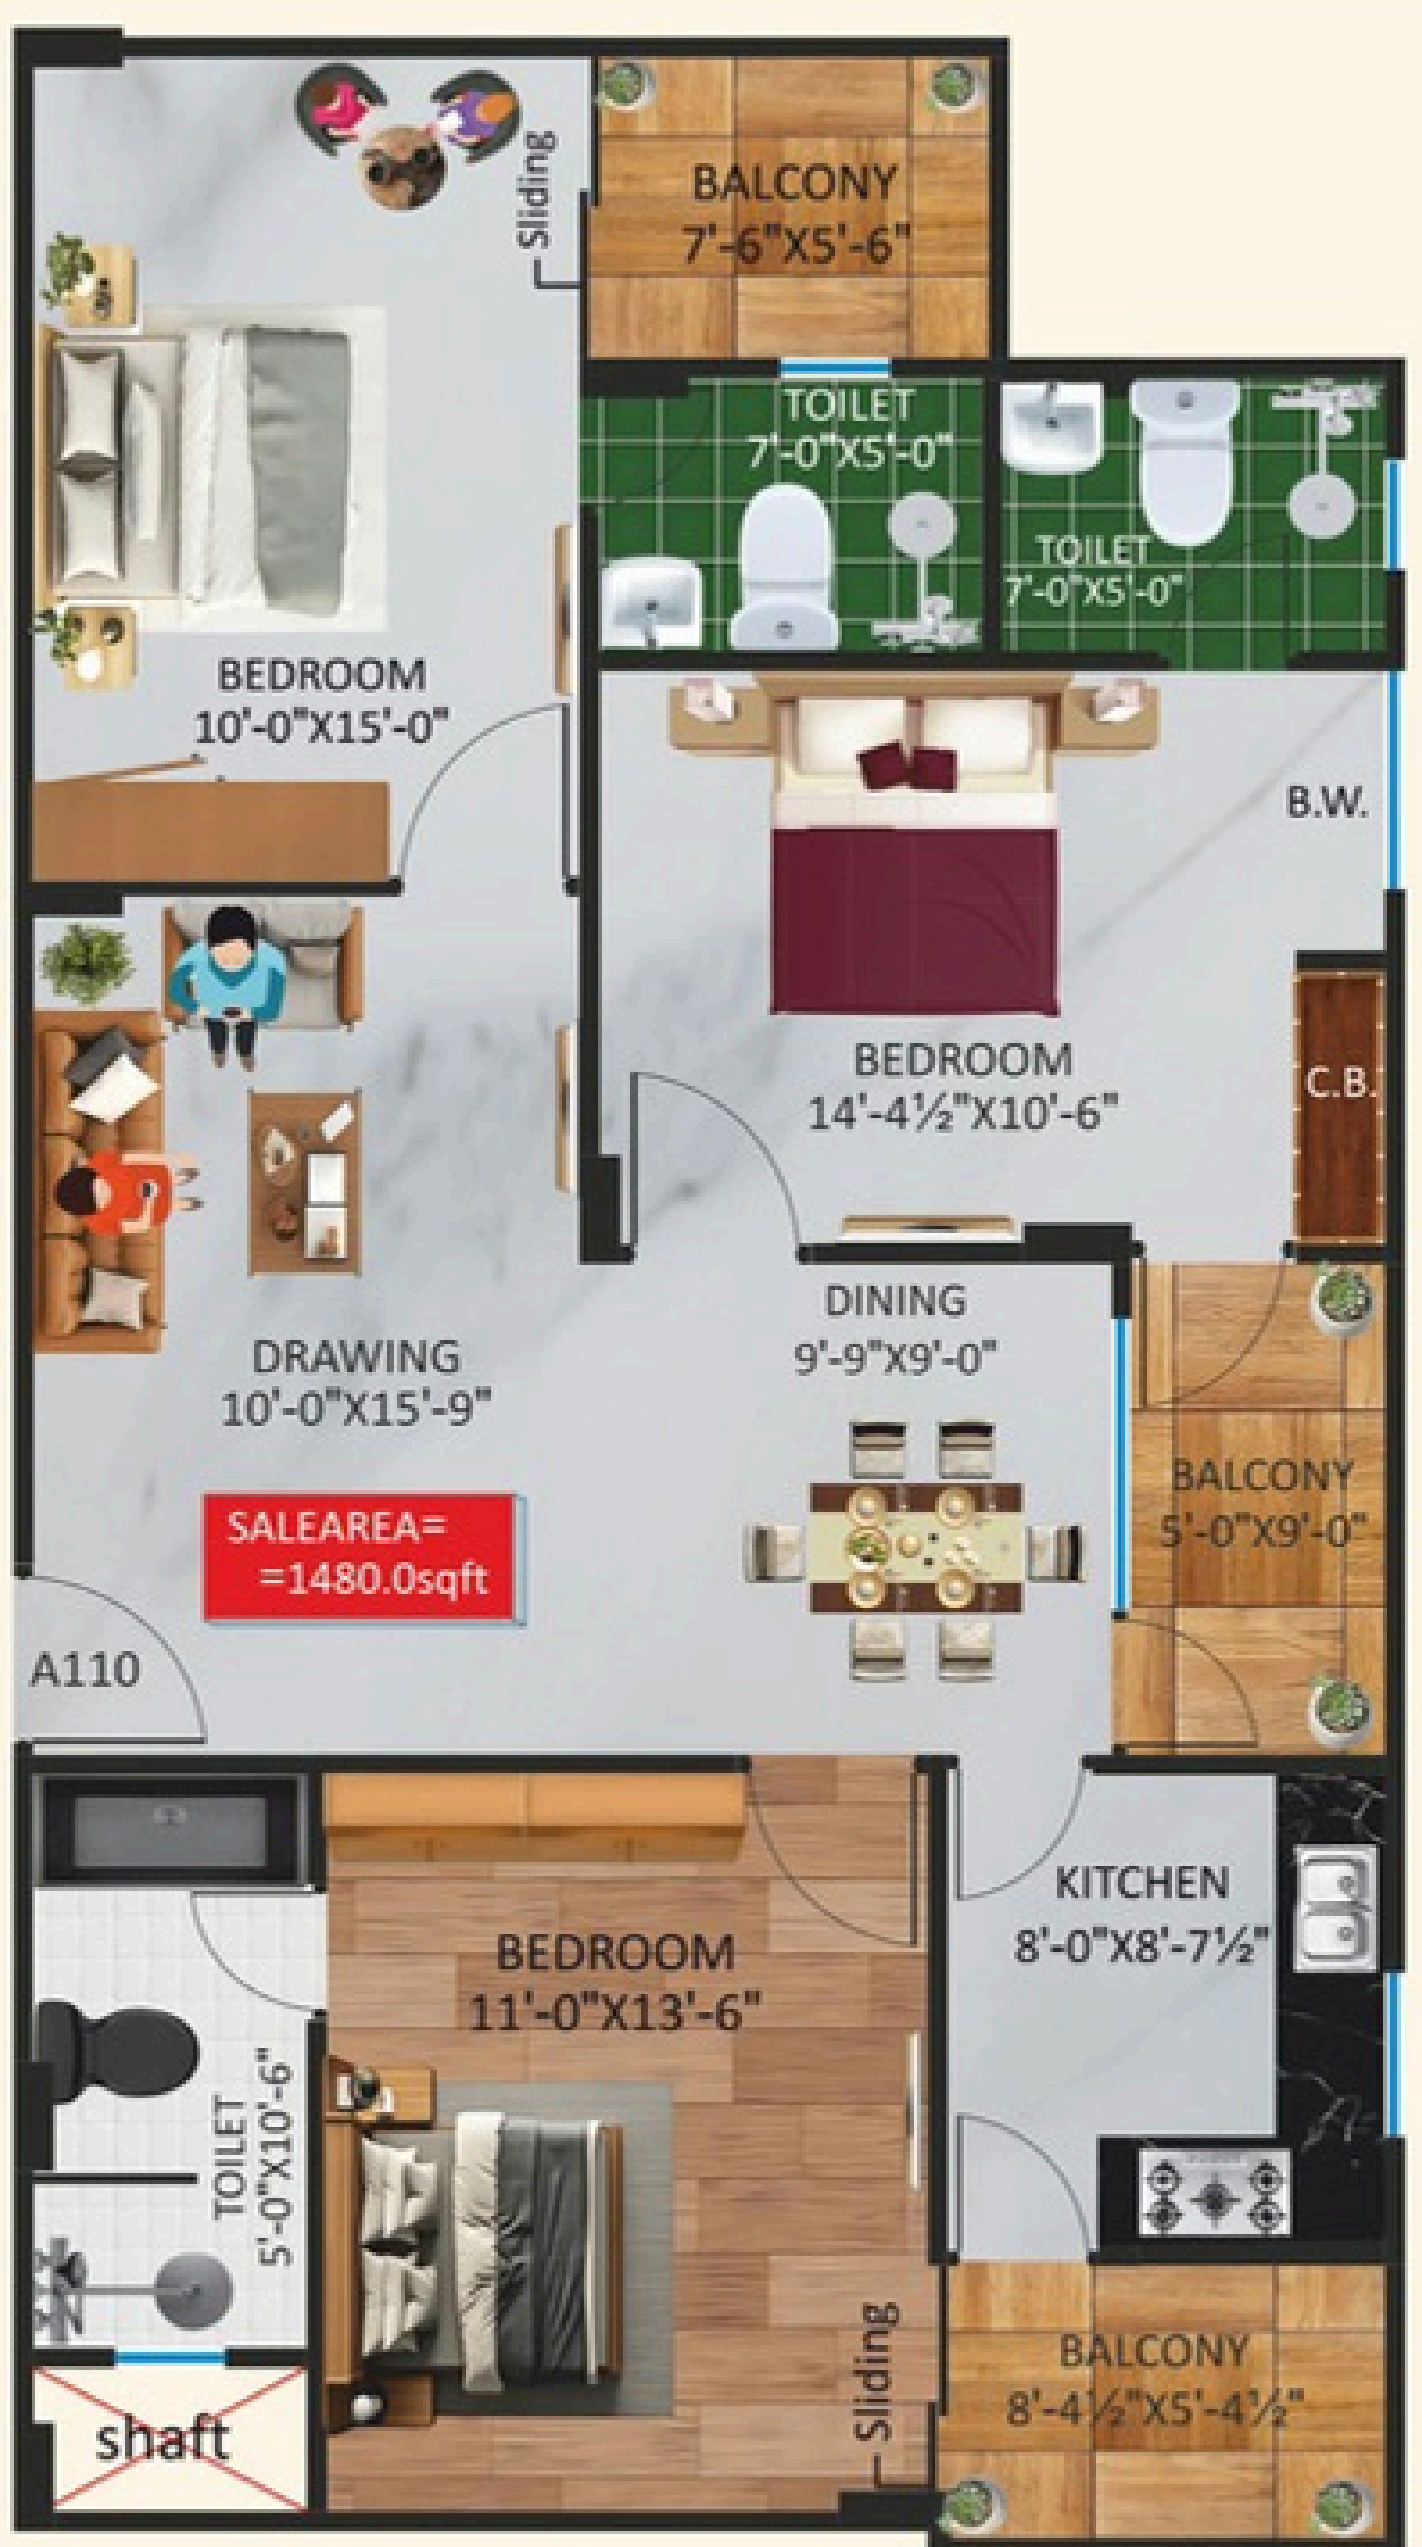 Sliding
BALCONY
7'-6"X5'-6"
TOILET
7'-0"X5'-0"
TOILET
7'-0"X5'-0"
BEDROOM
10'-0"X15'-0"
B.W.
BEDROOM
14'-4½"X10'-6"
C.B.
DINING
9'-9"X9'-0"
DRAWING
10'-0"X15'-9"
BALCONY
5'-0"X9'-0"
SALEAREA=
=1480.0sqft
A110
KITCHEN
8'-0"X8'-7½"
BEDROOM
11'-0"X13'-6"
TOILET
5'-0"X10'-6"
Sliding
BALCONY
8'-4½"X5'-4½"
shaft